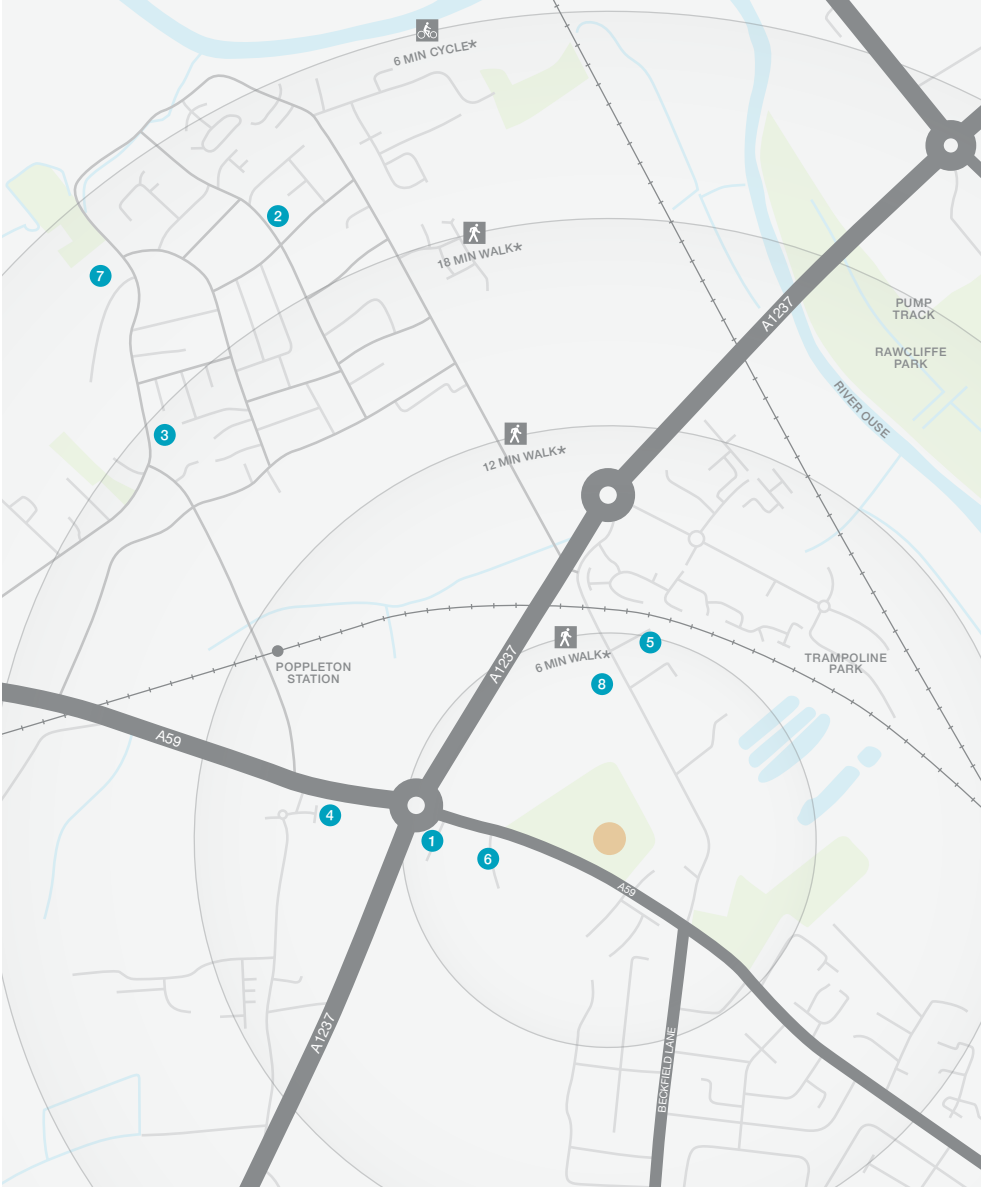 6 MIN CYCLE*
2
18 MIN WALK*
7
A1237
PUMP
TRACK
RAWCLIFFE
PARK
RIVER OUSE
3
12 MIN WALK*
5
6 MIN WALK*
A1237
POPPLETON
STATION
TRAMPOLINE
PARK
8
A59
4
1
6
A59
A1237
BECKFIELD LANE